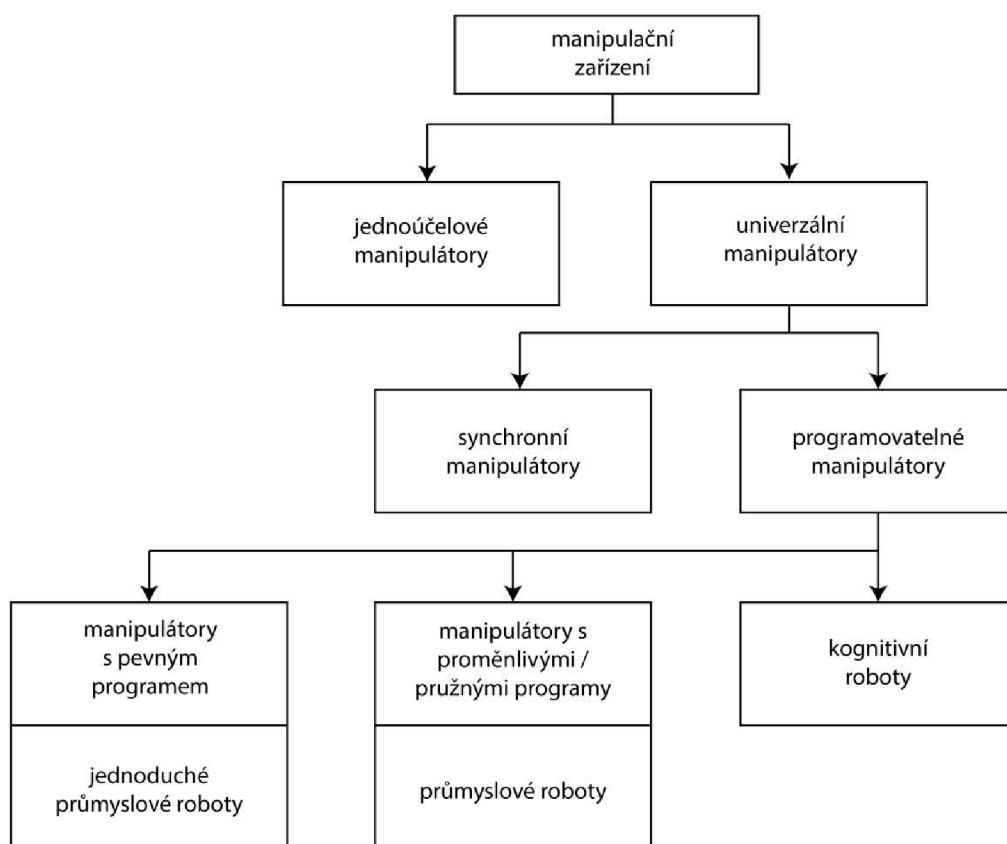 manipulační
zařízení
jednoúčelové
manipulátory
univerzální
manipulátory
synchronní
manipulátory
programovatelné
manipulátory
manipulátory
s pevným
programem
manipulátory s
proměnlivými /
pružnými programy
kognitivní
roboty
jednoduché
průmyslové roboty
průmyslové roboty